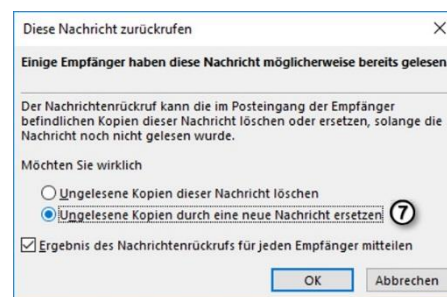 Diese Nachricht zurückrufen
Einige Empfänger haben diese Nachricht möglicherweise bereits gelesen
Der Nachrichtenrückruf kann die im Posteingang der Empfänger
befindlichen Kopien dieser Nachricht löschen oder ersetzen, solange die
Nachricht noch nicht gelesen wurde.
Möchten Sie wirklich
Ungelesene Kopien dieser Nachricht löschen
Ungelesene Kopien durch eine neue Nachricht ersetzen 7
Ergebnis des Nachrichtenrückrufs für jeden Empfänger mitteilen
OK Abbrechen